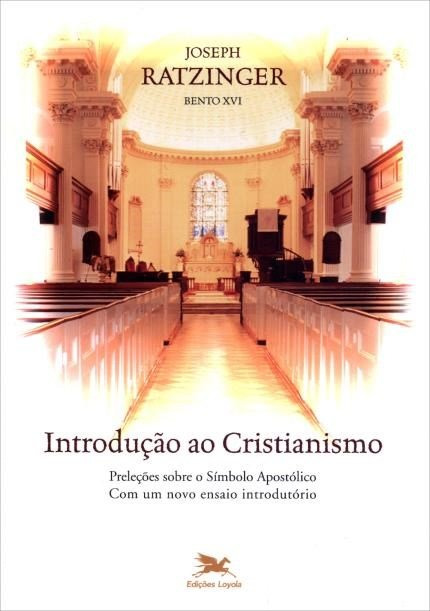 JOSEPH
RATZINGER
BENTO XVI
Introdução ao Cristianismo
Preleções sobre o Símbolo Apostólico
Com um novo ensaio introdutório
Edições Loyola